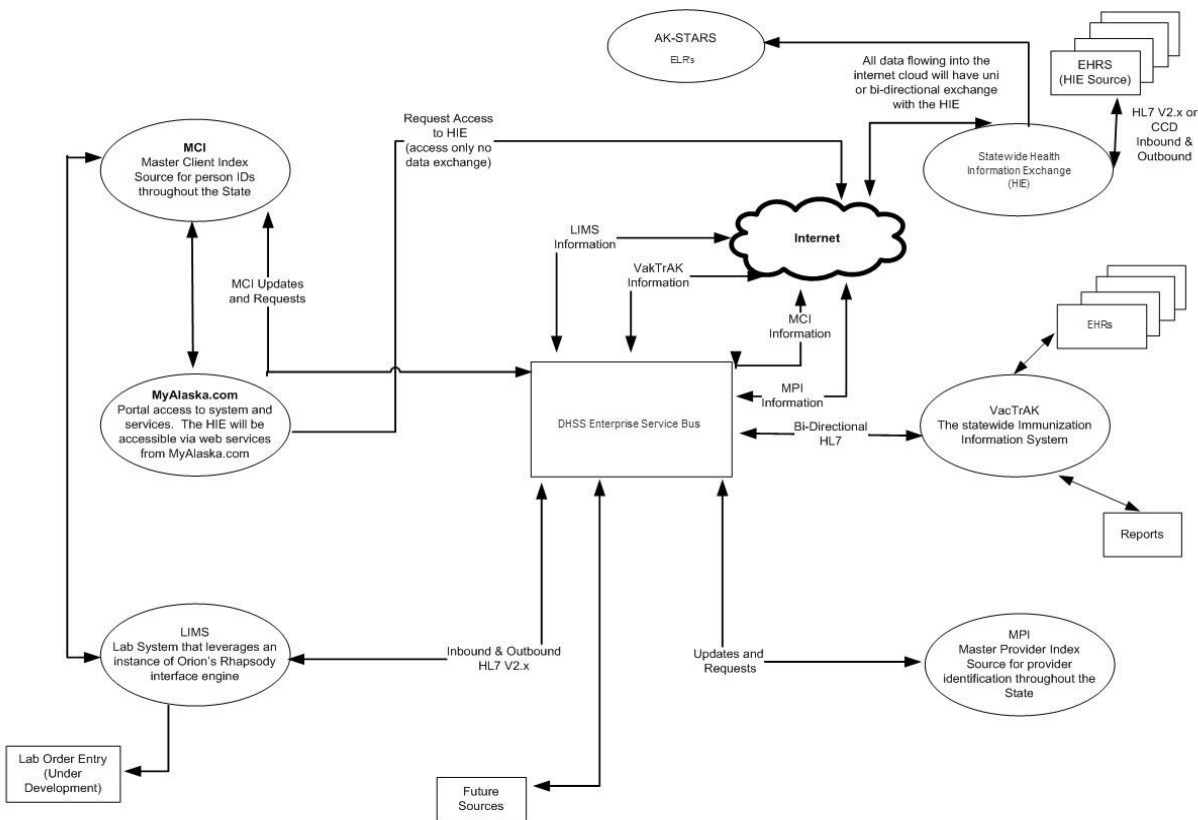 AK-STARS
ELR's
All data flowing into the
internet cloud will have uni
or bi-directional exchange
with the HIE
EHRS
(HIE Source)
HL7 V2.x or
CCD
Inbound &
Outbound
Request Access
to HIE
(access only no
data exchange)
MCI
Master Client Index
Source for person IDs
throughout the State
Statewide Health
Information Exchange
(HIE)
Internet
LIMS
Information
VakTrAK
Information
MCI Updates
and Requests
MCI
Information
EHRs
MyAlaska.com
Portal access to system and
services. The HIE will be
accessible via web services
from MyAlaska.com
DHSS Enterprise Service Bus
MPI
Information
Bi-Directional
HL7
VacTrAK
The statewide Immunization
Information System
Reports
LIMS
Lab System that leverages an
instance of Orion's Rhapsody
interface engine
Inbound & Outbound
HL7 V2.x
Updates and
Requests
MPI
Master Provider Index
Source for provider
identification throughout the
State
Lab Order Entry
(Under
Development)
Future
Sources